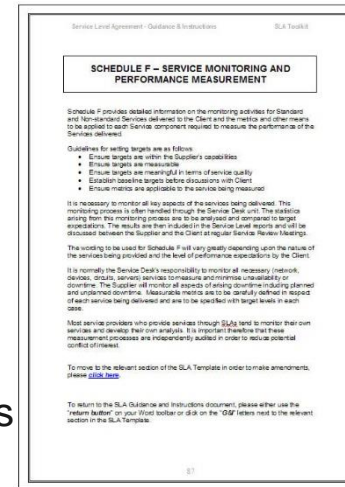 Service Level Agreement - Guidance & Instructions SLA Toolkit
SCHEDULE F – SERVICE MONITORING AND
PERFORMANCE MEASUREMENT
Schedule F provides detailed information on the monitoring activities for Standard
and Non-standard Services delivered to the Client and the metrics and other means
to be applied to each Service component required to measure the performance of the
Services delivered.
Guidelines for setting targets are as follows:
• Ensure targets are within the Supplier's capabilities
• Ensure targets are measurable
• Ensure targets are meaningful in terms of service quality
• Establish baseline targets before discussions with Client
• Ensure metrics are applicable to the service being measured
It is necessary to monitor all key aspects of the services being delivered. This
monitoring process is often handled through the Service Desk unit. The statistics
arising from this monitoring process are to be analysed and compared to target
expectations. The results are then included in the Service Level reports and will be
discussed between the Supplier and the Client at regular Service Review Meetings.
The wording to be used for Schedule F will vary greatly depending upon the nature of
the services being provided and the level of performance expectations by the Client.
It is normally the Service Desk's responsibility to monitor all necessary (network,
devices, circuits, servers) services to measure and minimise unavailability or
downtime. The Supplier will monitor all aspects of arising downtime including planned
and unplanned downtime. Measurable metrics are to be carefully defined in respect
of each service being delivered and are to be specified with target levels in each
case.
Most service providers who provide services through SLAs tend to monitor their own
services and develop their own analysis. It is important therefore that these
measurement processes are independently audited in order to reduce potential
conflict of interest.
To move to the relevant section of the SLA Template in order to make amendments,
please click here.
s
To return to the SLA Guidance and Instructions document, please either use the
"return button" on your Word toolbar or click on the "G&I" letters next to the relevant
section in the SLA Template.
87